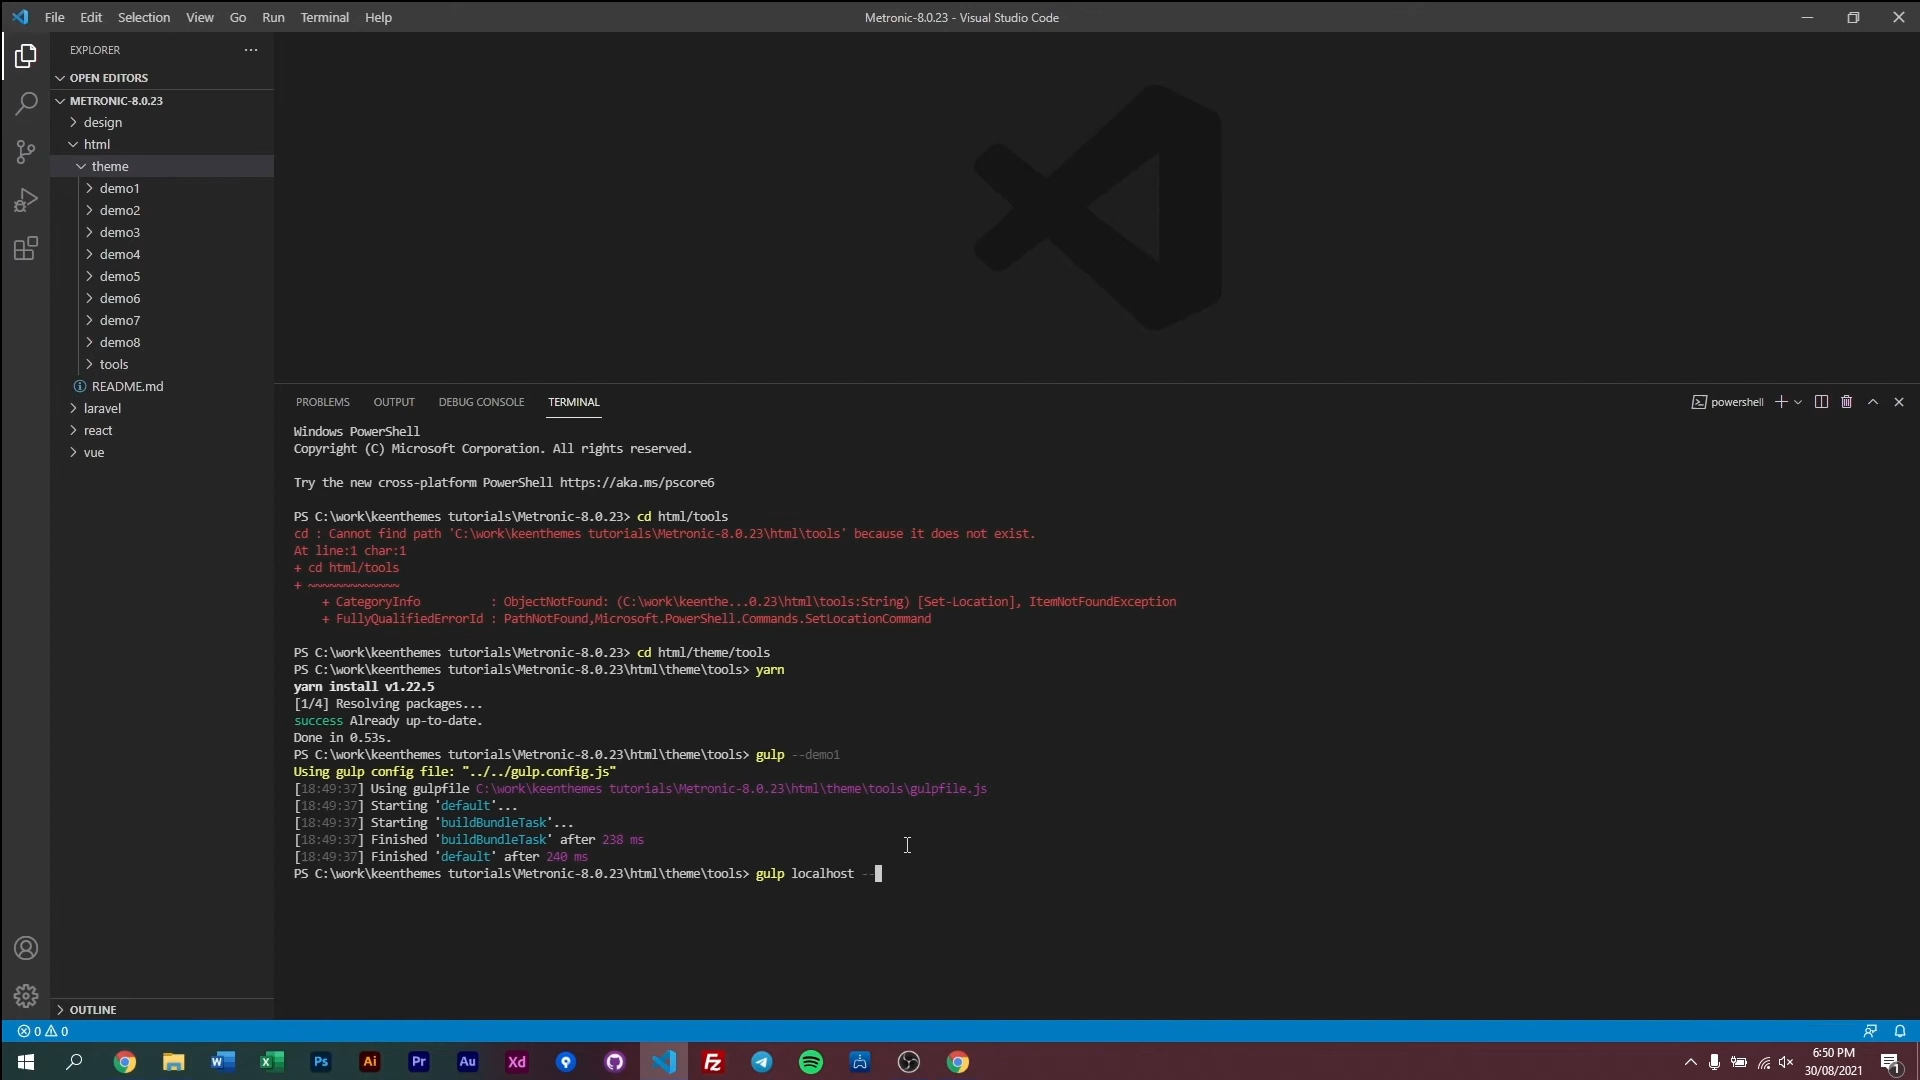 File Edit Selection View Go Run Terminal Help
Metronic-8.0.23 - Visual Studio Code
EXPLORER
OPEN EDITORS
METRONIC-8.0.23
design
html
theme
demo1
demo2
demo3
demo4
demo5
demo6
demo7
demo8
tools
README.md
laravel
react
vue
OUTLINE
PROBLEMS OUTPUT DEBUG CONSOLE TERMINAL
powershell
Windows PowerShell
Copyright (C) Microsoft Corporation. All rights reserved.
Try the new cross-platform PowerShell https://aka.ms/pscore6
PS C:\work\keenthemes tutorials\Metronic-8.0.23> cd html/tools
cd : Cannot find path 'C:\work\keenthemes tutorials\Metronic-8.0.23\html\tools' because it does not exist.
At line:1 char:1
+ cd html/tools
+ ~~~~~~~~~~~~~
+ CategoryInfo : ObjectNotFound: (C:\work\keenthe...0.23\html\tools:String) [Set-Location], ItemNotFoundException
+ FullyQualifiedErrorId : PathNotFound,Microsoft.PowerShell.Commands.SetLocationCommand
PS C:\work\keenthemes tutorials\Metronic-8.0.23> cd html/theme/tools
PS C:\work\keenthemes tutorials\Metronic-8.0.23\html\theme\tools> yarn
yarn install v1.22.5
[1/4] Resolving packages...
success Already up-to-date.
Done in 0.53s.
PS C:\work\keenthemes tutorials\Metronic-8.0.23\html\theme\tools> gulp --demo1
Using gulp config file: "../../gulp.config.js"
[18:49:37] Using gulpfile C:\work\keenthemes tutorials\Metronic-8.0.23\html\theme\tools\gulpfile.js
[18:49:37] Starting 'default'...
[18:49:37] Starting 'buildBundleTask'...
[18:49:37] Finished 'buildBundleTask' after 238 ms
[18:49:37] Finished 'default' after 240 ms
PS C:\work\keenthemes tutorials\Metronic-8.0.23\html\theme\tools> gulp localhost --
0 0
W X Ps Ai Pr Au Xd FZ
6:50 PM
30/08/2021
1